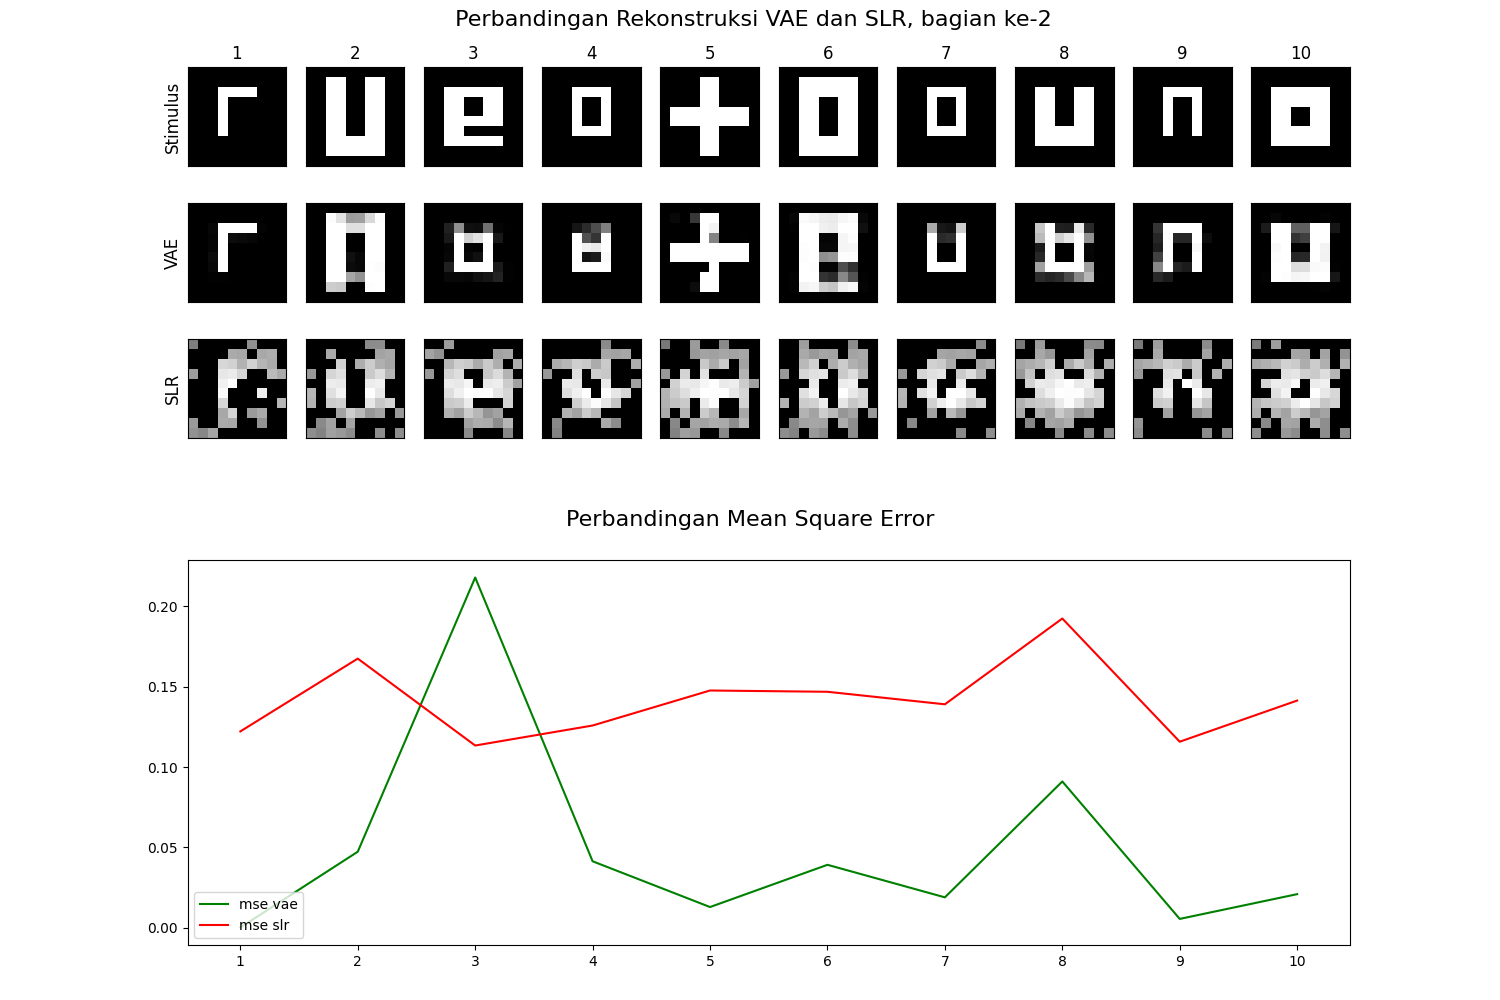 Perbandingan Rekonstruksi VAE dan SLR, bagian ke-2
1 2 3 4 5 6 7 8 9 10
Stimulus
VAE
SLR
Perbandingan Mean Square Error
0.20
0.15
0.10
0.05
0.00
mse vae
mse slr
1 2 3 4 5 6 7 8 9 10